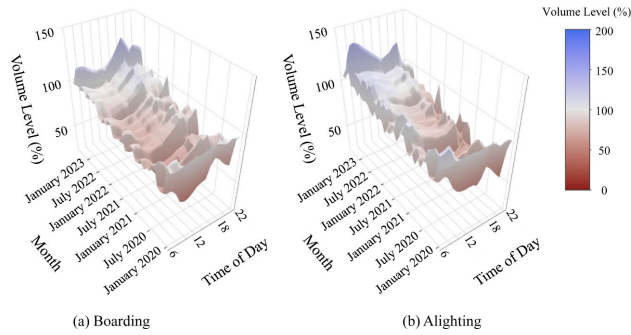 Volume Level (%)
200
150
100
50
0
150
100
50
Volume Level (%)
January 2023
July 2022
January 2022
July 2021
January 2021
July 2020
January 2020
Month
6
12
18
22
Time of Day
(a) Boarding
150
100
50
Volume Level (%)
January 2023
July 2022
January 2022
July 2021
January 2021
July 2020
January 2020
Month
6
12
18
22
Time of Day
(b) Alighting